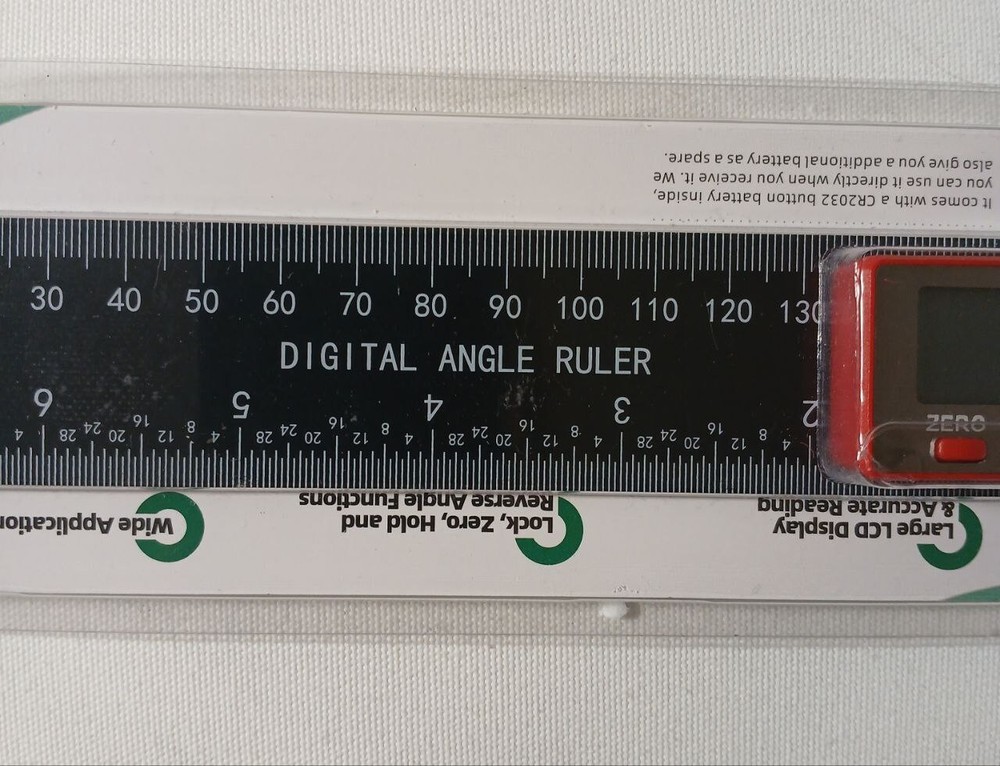 It comes with a CR2032 button battery inside,
you can use it directly when you receive it. We
also give you a additional battery as a spare.
30 40 50 60 70 80 90 100 110 120 130
DIGITAL ANGLE RULER
6 5 4 3 2
4 28 24 20 16 12 8 4 28 24 20 16 12 8 4 28 24 20 16 12 8 4 28 24 20 16 12 8 4
ZERO
Wide Application
Lock, Zero, Hold and
Reverse Angle Functions
Large LCD Display
& Accurate Reading